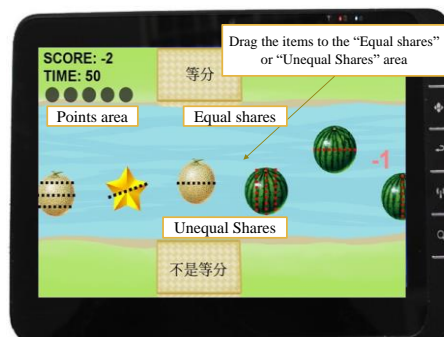 Drag the items to the “Equal shares”
or “Unequal Shares” area
SCORE: -2
TIME: 50
等分
Points area
Equal shares
-1
Unequal Shares
不是等分